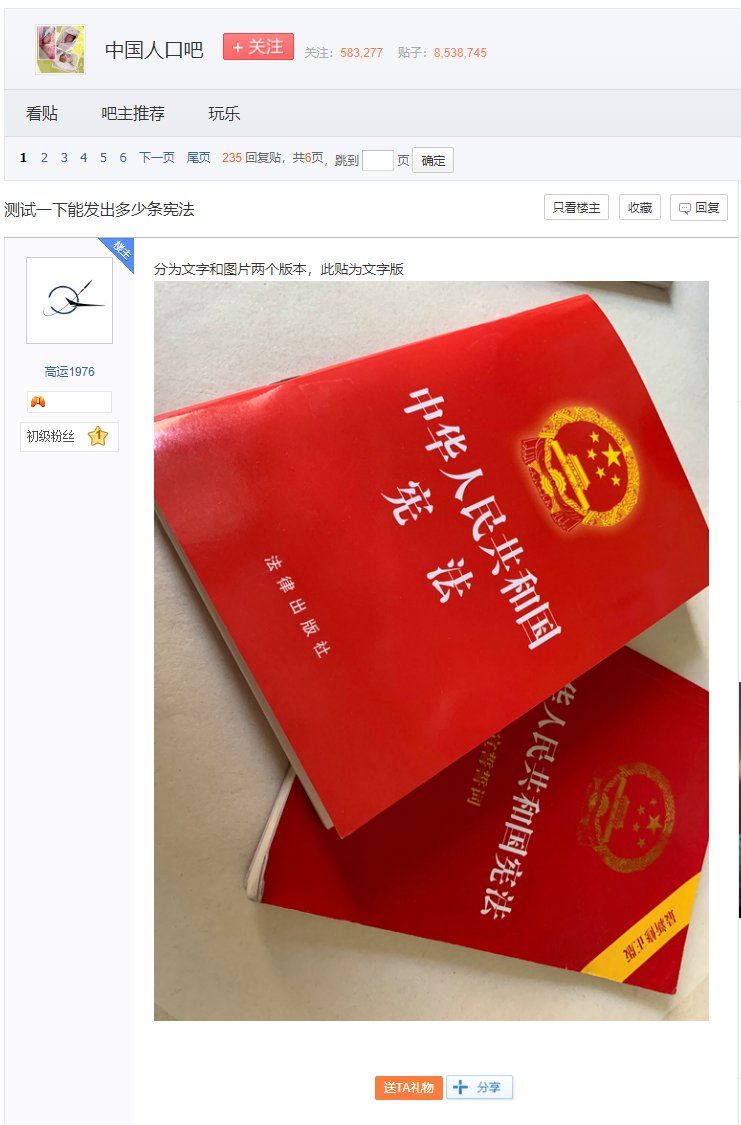 中国人口吧
+ 关注
关注: 583,277 贴子: 8,538,745
看贴 吧主推荐 玩乐
1 2 3 4 5 6 下一页 尾页 235 回复贴，共6页，跳到 页 确定
测试一下能发出多少条宪法
只看楼主 收藏 回复
楼主
高运1976
初级粉丝 1
分为文字和图片两个版本，此贴为文字版
中华人民共和国
宪法
法律出版社
华人民共和国宪法
宣誓誓词
最新修正版
送TA礼物
分享